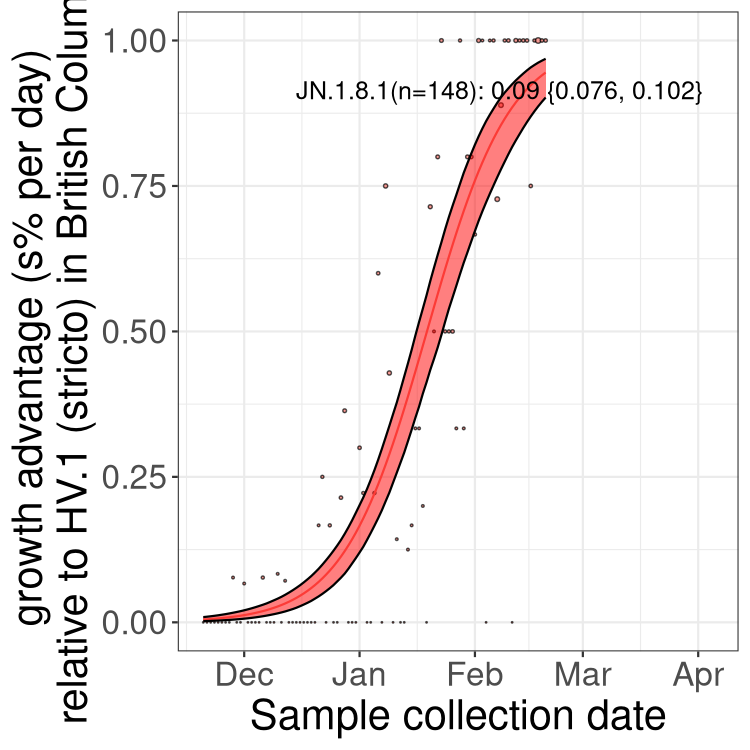 growth advantage (s% per day)
relative to HV.1 (stricto) in British Colum
1.00
0.75
0.50
0.25
0.00
JN.1.8.1(n=148): 0.09 {0.076, 0.102}
Dec Jan Feb Mar Apr
Sample collection date